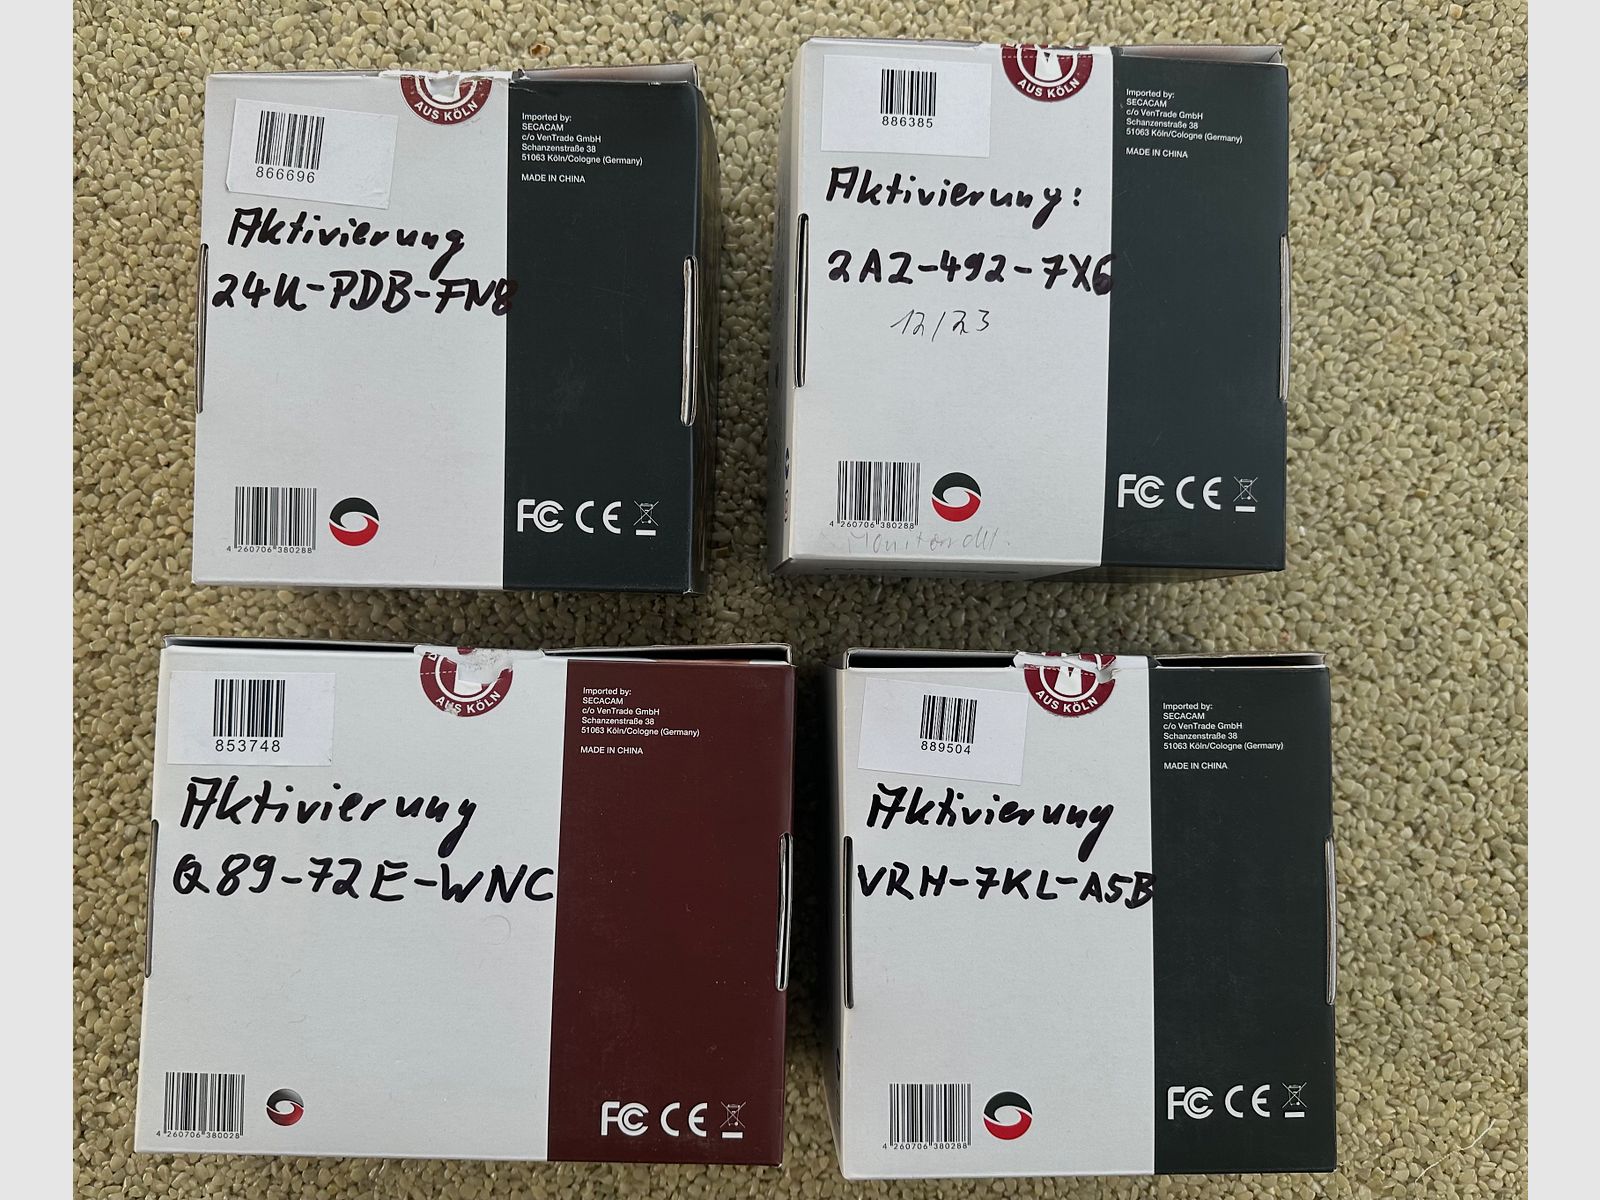 AUS KÖLN
866696
Imported by:
SECACAM
c/o VenTrade GmbH
Schanzenstraße 38
51063 Köln/Cologne (Germany)
MADE IN CHINA
Aktivierung
24U-PDB-FN8
4 260706 380288
FC CE
AUS KÖLN
886385
Imported by:
SECACAM
c/o VenTrade GmbH
Schanzenstraße 38
51063 Köln/Cologne (Germany)
MADE IN CHINA
Aktivierung:
2AZ-492-7X6
12/23
4 260706 380288
FC CE
AUS KÖLN
853748
Imported by:
SECACAM
c/o VenTrade GmbH
Schanzenstraße 38
51063 Köln/Cologne (Germany)
MADE IN CHINA
Aktivierung
Q89-72E-WNC
4 260706 380028
FC CE
AUS KÖLN
889504
Imported by:
SECACAM
c/o VenTrade GmbH
Schanzenstraße 38
51063 Köln/Cologne (Germany)
MADE IN CHINA
Aktivierung
VRH-7KL-A5B
4 260706 380288
FC CE